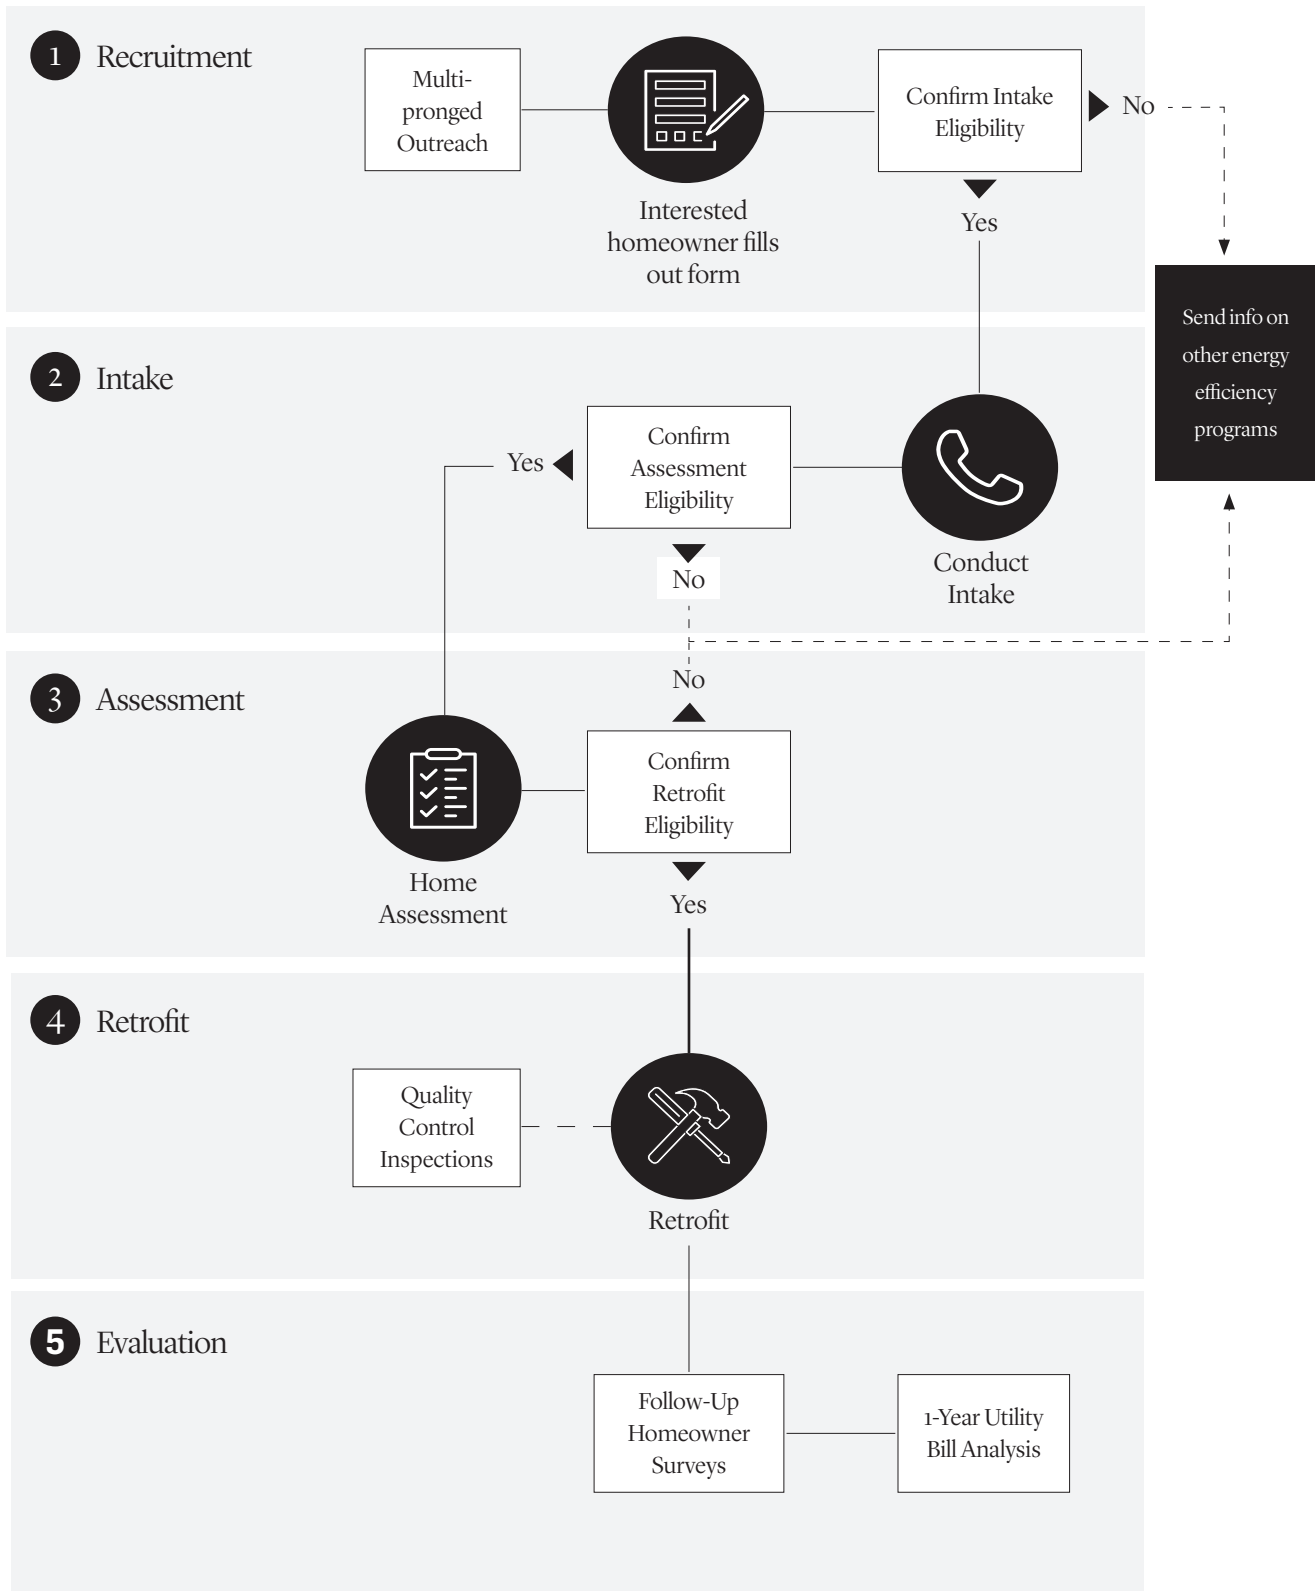 1 Recruitment
Multi-
pronged
Outreach
Interested
homeowner fills
out form
Confirm Intake
Eligibility
No
Yes
Send info on
other energy
efficiency
programs
2 Intake
Yes
Confirm
Assessment
Eligibility
No
Conduct
Intake
3 Assessment
No
Home
Assessment
Confirm
Retrofit
Eligibility
Yes
4 Retrofit
Quality
Control
Inspections
Retrofit
5 Evaluation
Follow-Up
Homeowner
Surveys
1-Year Utility
Bill Analysis